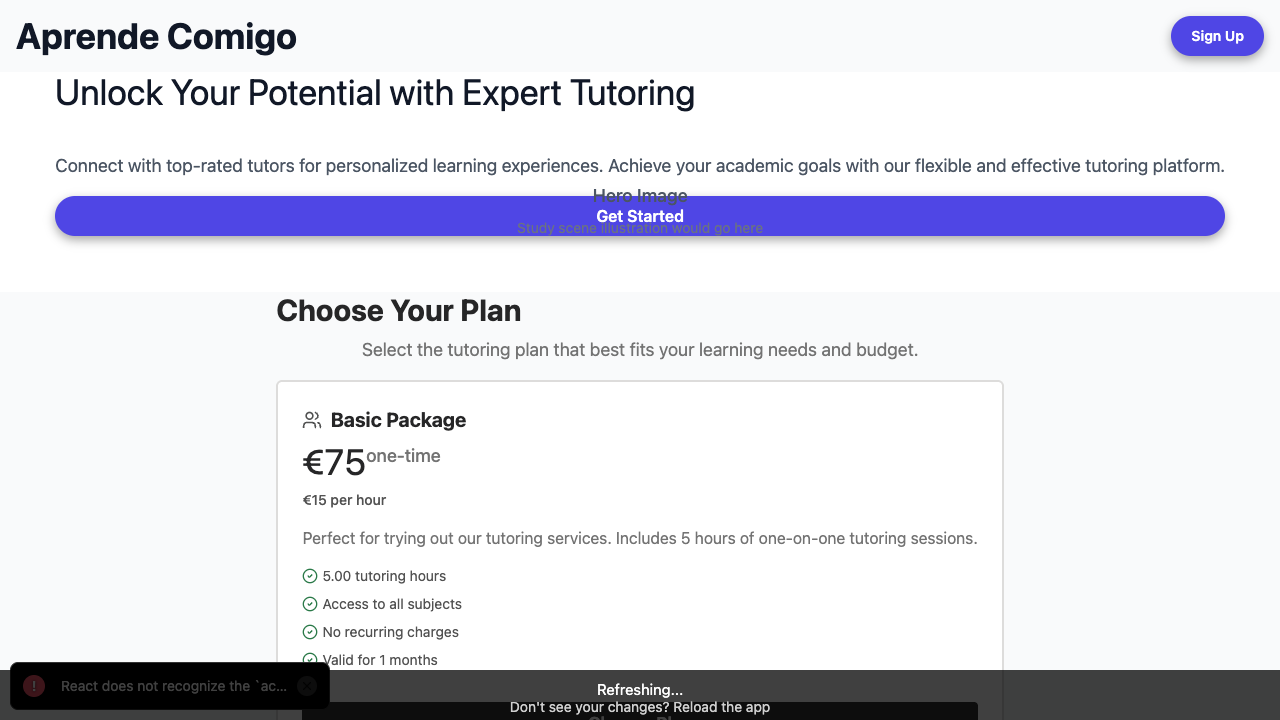 Aprende Comigo
Sign Up
Unlock Your Potential with Expert Tutoring
Connect with top-rated tutors for personalized learning experiences. Achieve your academic goals with our flexible and effective tutoring platform.
Hero Image
Get Started
Study scene illustration would go here
Choose Your Plan
Select the tutoring plan that best fits your learning needs and budget.
Basic Package
€75 one-time
€15 per hour
Perfect for trying out our tutoring services. Includes 5 hours of one-on-one tutoring sessions.
5.00 tutoring hours
Access to all subjects
No recurring charges
Valid for 1 months
! React does not recognize the `ac...
Refreshing...
Don't see your changes? Reload the app